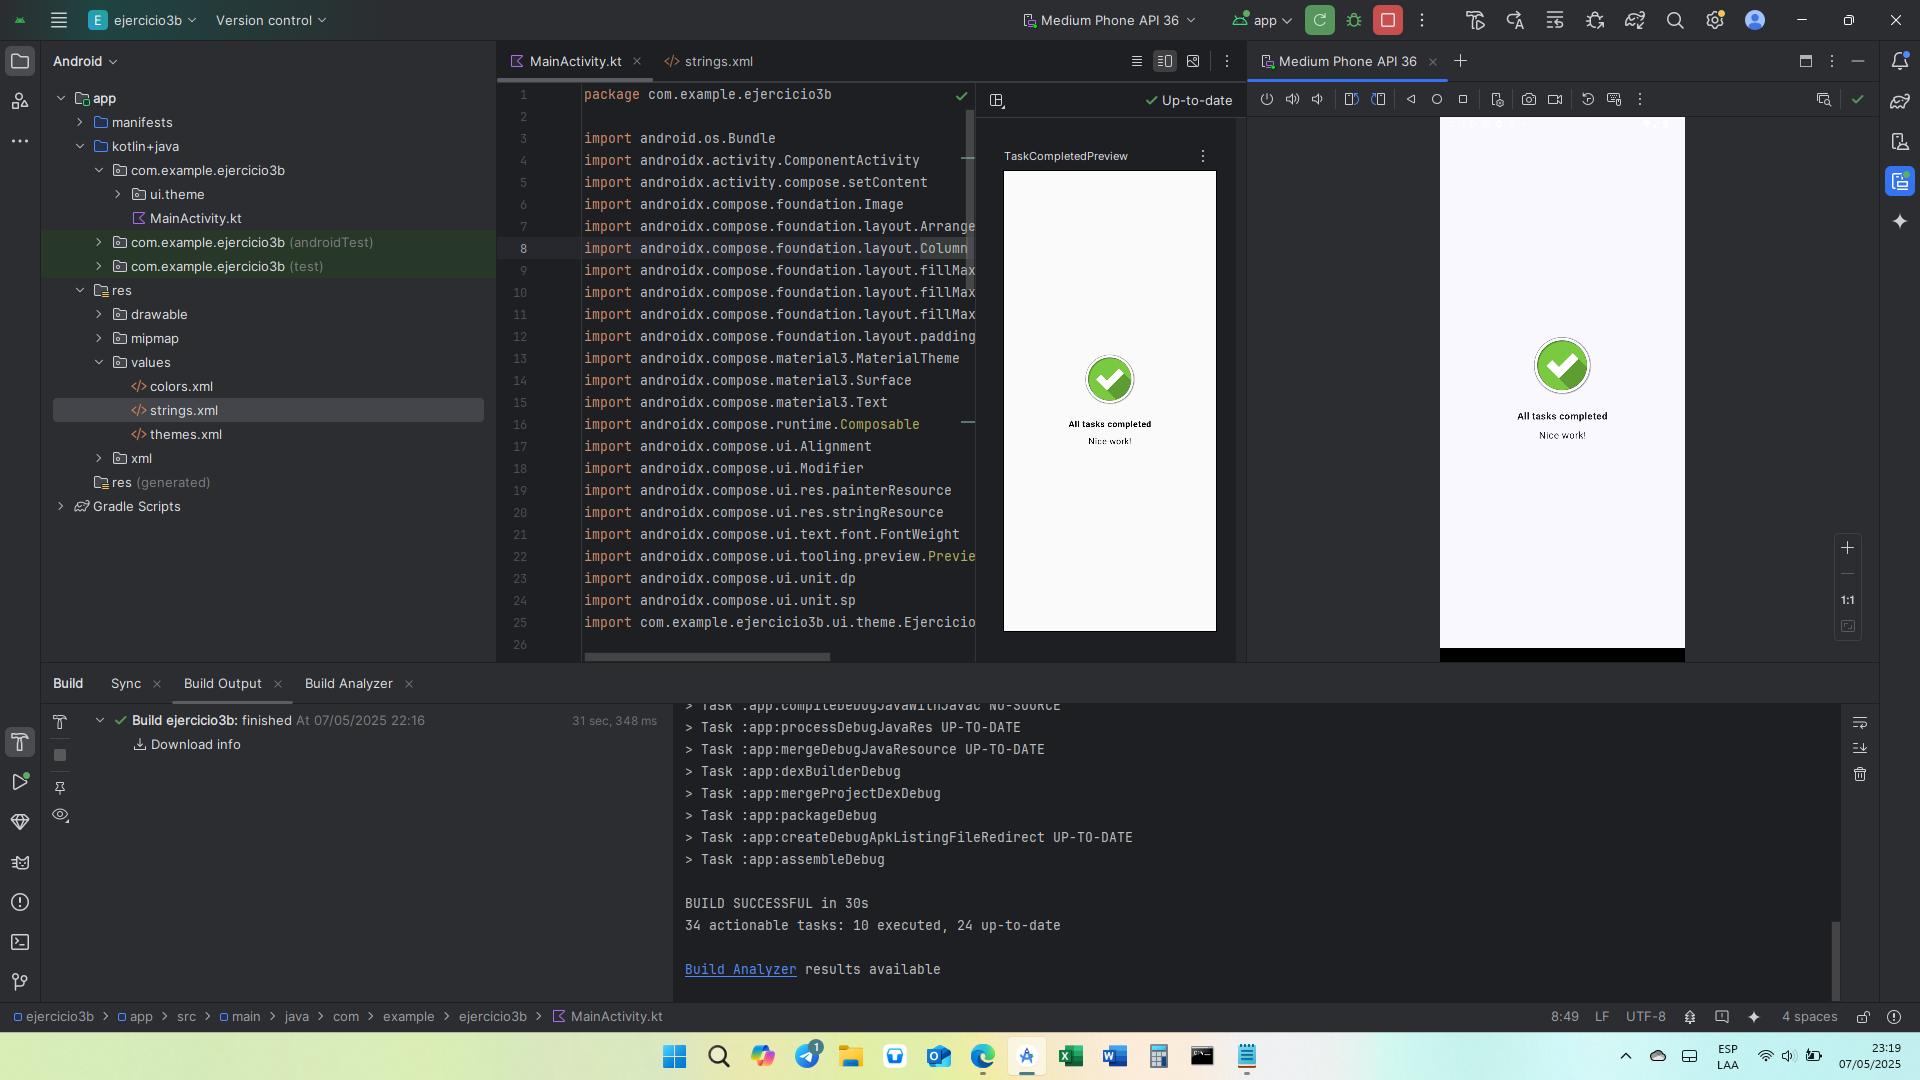 E ejercicio3b Version control Medium Phone API 36 app
Android
MainActivity.kt strings.xml
Medium Phone API 36
app
manifests
kotlin+java
com.example.ejercicio3b
ui.theme
MainActivity.kt
com.example.ejercicio3b (androidTest)
com.example.ejercicio3b (test)
res
drawable
mipmap
values
colors.xml
strings.xml
themes.xml
xml
res (generated)
Gradle Scripts
1 package com.example.ejercicio3b
2
3 import android.os.Bundle
4 import androidx.activity.ComponentActivity
5 import androidx.activity.compose.setContent
6 import androidx.compose.foundation.Image
7 import androidx.compose.foundation.layout.Arrange
8 import androidx.compose.foundation.layout.Column
9 import androidx.compose.foundation.layout.fillMax
10 import androidx.compose.foundation.layout.fillMax
11 import androidx.compose.foundation.layout.fillMax
12 import androidx.compose.foundation.layout.padding
13 import androidx.compose.material3.MaterialTheme
14 import androidx.compose.material3.Surface
15 import androidx.compose.material3.Text
16 import androidx.compose.runtime.Composable
17 import androidx.compose.ui.Alignment
18 import androidx.compose.ui.Modifier
19 import androidx.compose.ui.res.painterResource
20 import androidx.compose.ui.res.stringResource
21 import androidx.compose.ui.text.font.FontWeight
22 import androidx.compose.ui.tooling.preview.Previe
23 import androidx.compose.ui.unit.dp
24 import androidx.compose.ui.unit.sp
25 import com.example.ejercicio3b.ui.theme.Ejercicio
26
Up-to-date
TaskCompletedPreview
All tasks completed
Nice work!
All tasks completed
Nice work!
1:1
Build Sync Build Output Build Analyzer
Build ejercicio3b: finished At 07/05/2025 22:16 31 sec, 348 ms
Download info
> Task :app:compileDebugJavaWithJavac NO-SOURCE
> Task :app:processDebugJavaRes UP-TO-DATE
> Task :app:mergeDebugJavaResource UP-TO-DATE
> Task :app:dexBuilderDebug
> Task :app:mergeProjectDexDebug
> Task :app:packageDebug
> Task :app:createDebugApkListingFileRedirect UP-TO-DATE
> Task :app:assembleDebug
BUILD SUCCESSFUL in 30s
34 actionable tasks: 10 executed, 24 up-to-date
Build Analyzer results available
ejercicio3b > app > src > main > java > com > example > ejercicio3b > MainActivity.kt
8:49 LF UTF-8 4 spaces
1
ESP
LAA
23:19
07/05/2025